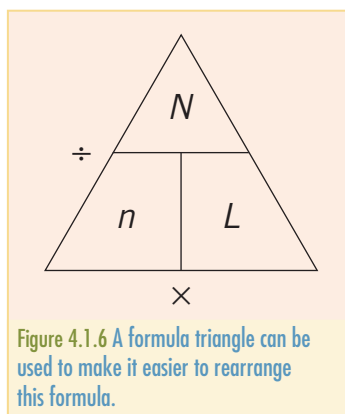 N
÷
n
L
×
Figure 4.1.6 A formula triangle can be
used to make it easier to rearrange
this formula.